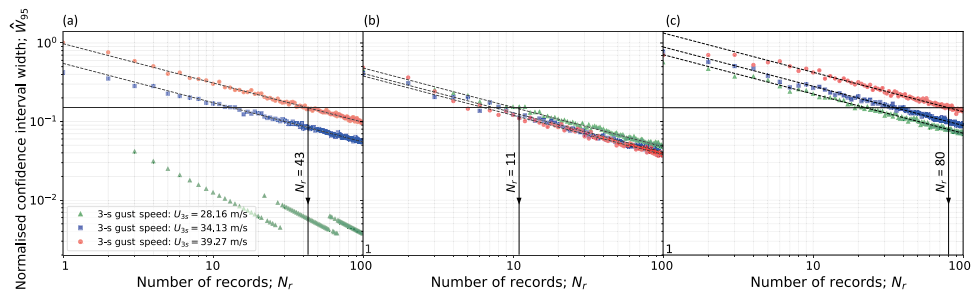 (a)
(b)
(c)
Normalised confidence interval width; Ŵ95
10^0
10^−1
10^−2
N_r = 43
N_r = 11
N_r = 80
3-s gust speed: U_3s = 28,16 m/s
3-s gust speed: U_3s = 34,13 m/s
3-s gust speed: U_3s = 39.27 m/s
1 10 100
1 10 100
1 10 100
Number of records; N_r
Number of records; N_r
Number of records; N_r